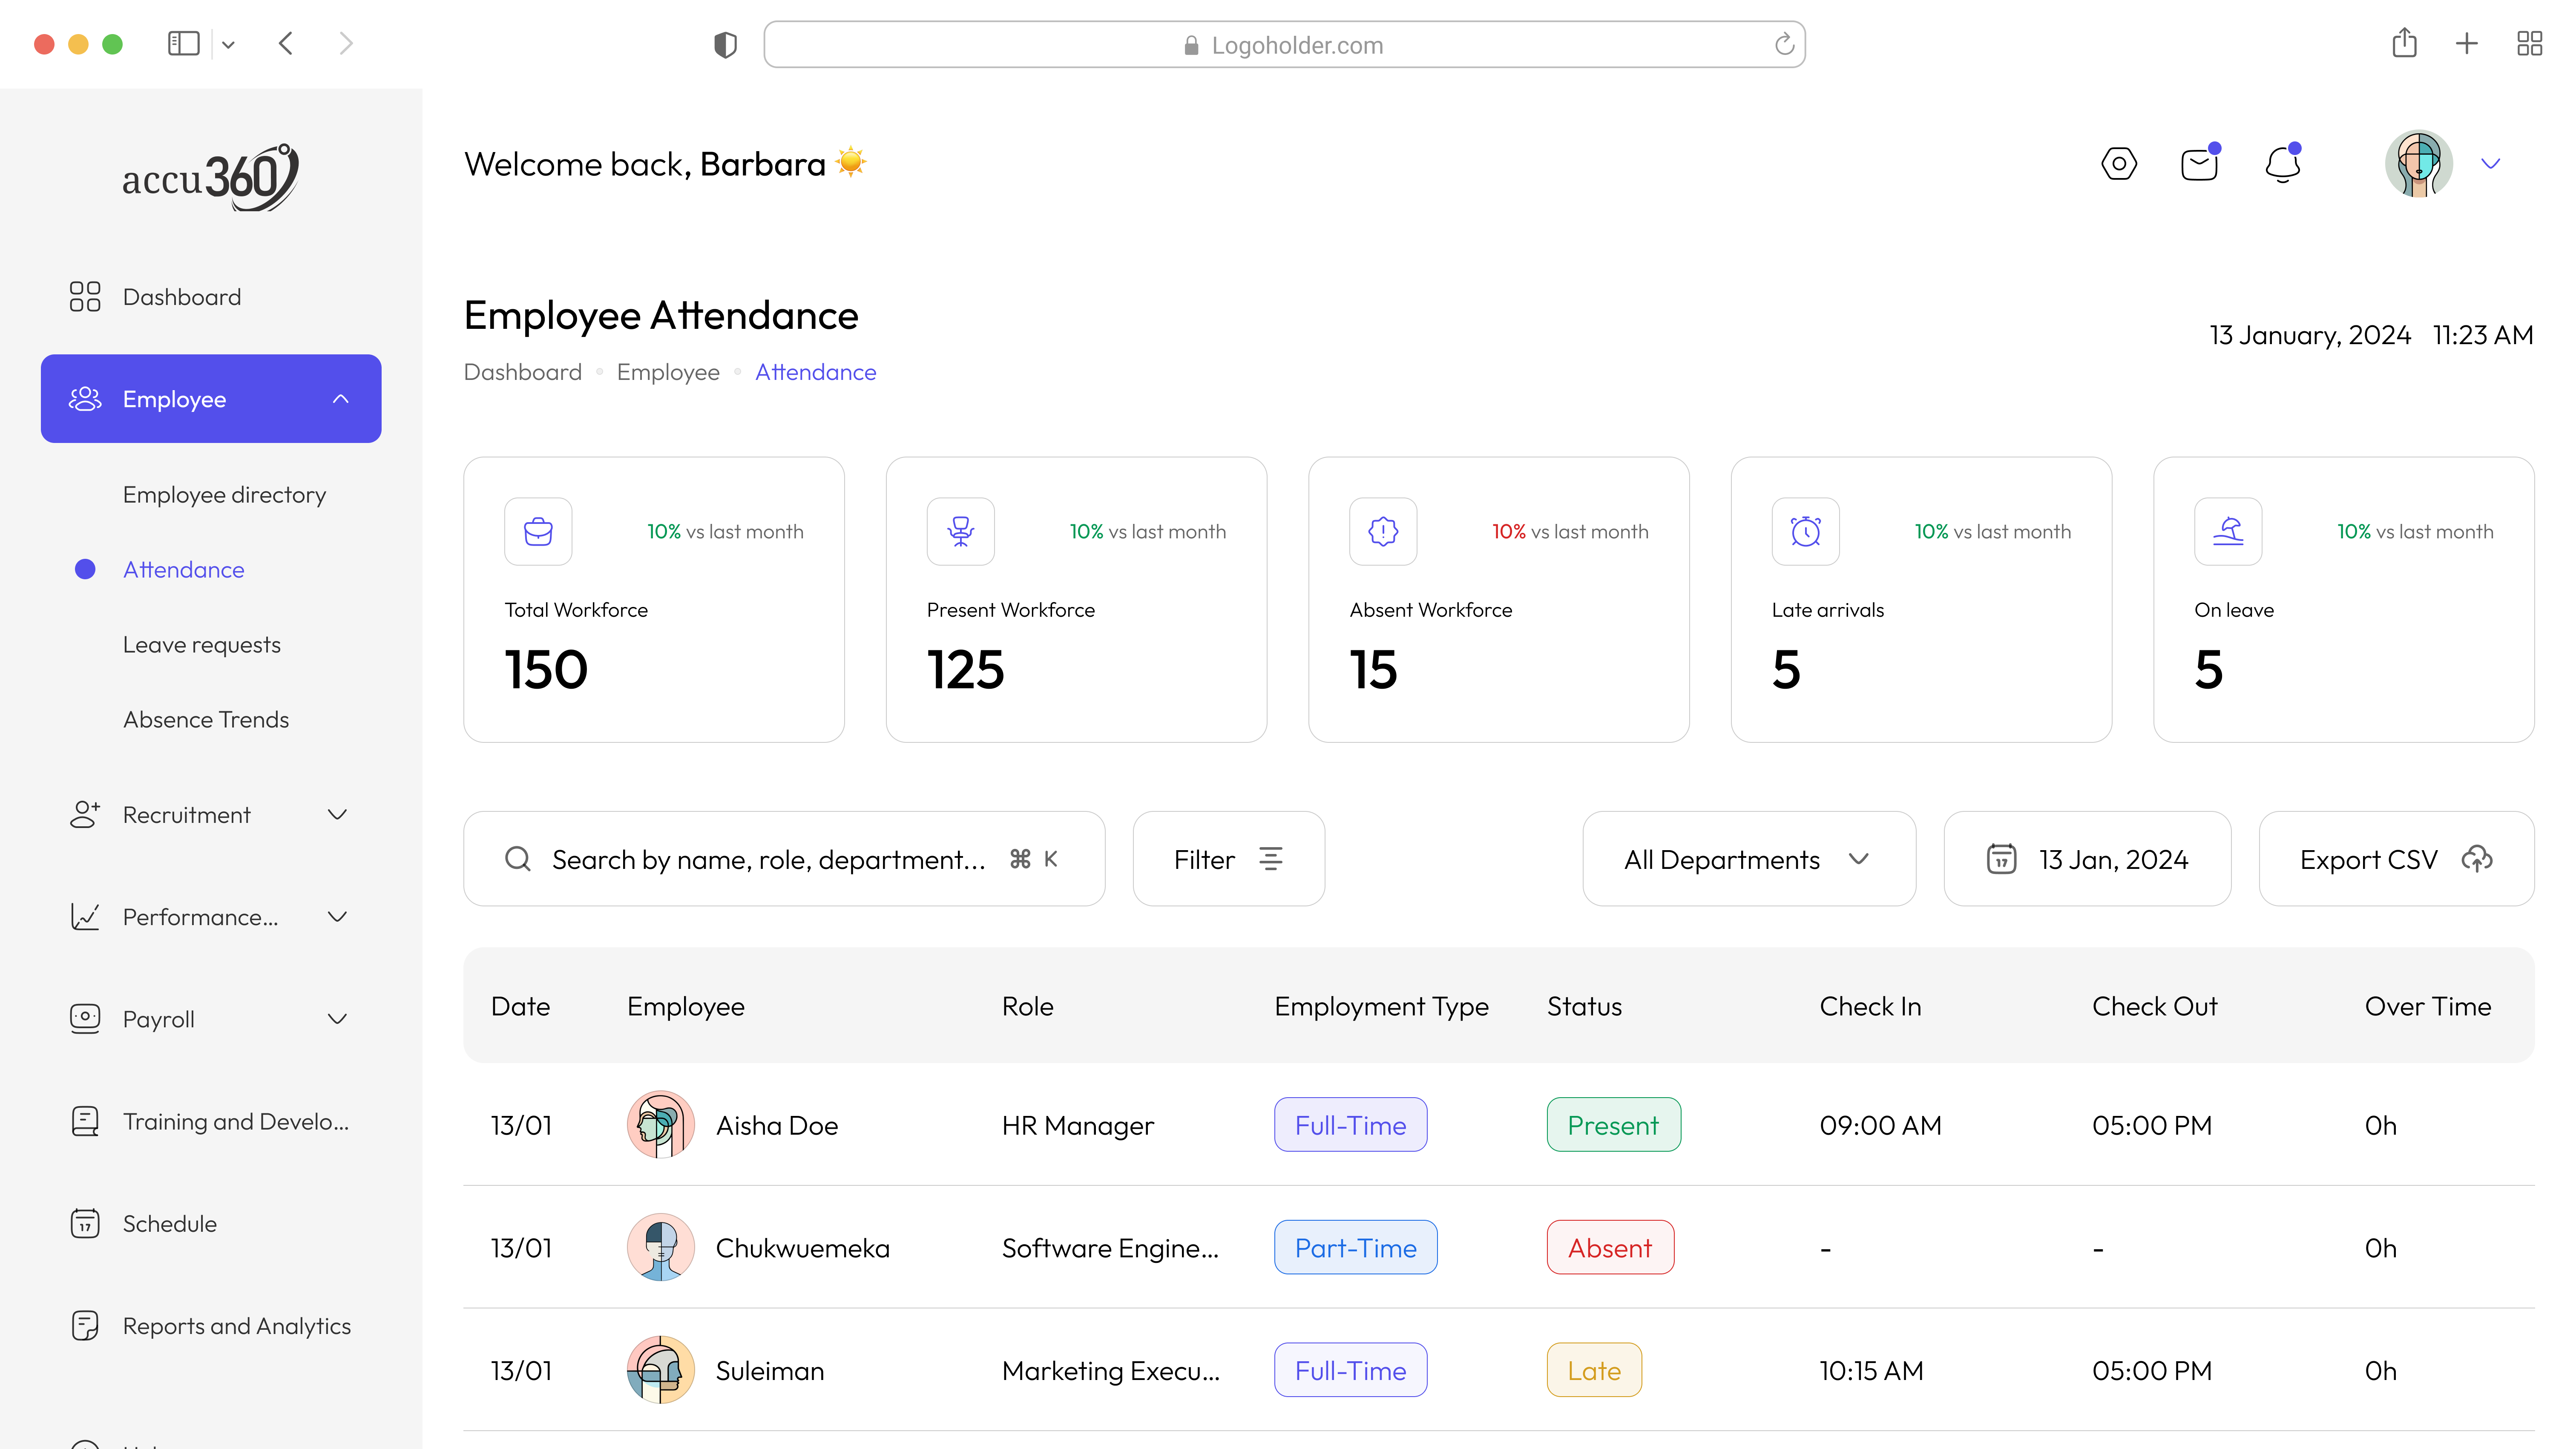 Logoholder.com
accu360°
Welcome back, Barbara
Dashboard
Employee
Employee directory
Attendance
Leave requests
Absence Trends
Recruitment
Performance...
Payroll
Training and Develo...
17 Schedule
Reports and Analytics
Employee Attendance
Dashboard Employee Attendance
13 January, 2024 11:23 AM
10% vs last month
Total Workforce
150
10% vs last month
Present Workforce
125
10% vs last month
Absent Workforce
15
10% vs last month
Late arrivals
5
10% vs last month
On leave
5
Search by name, role, department... ⌘ K
Filter
All Departments
17 13 Jan, 2024
Export CSV
Date Employee Role Employment Type Status Check In Check Out Over Time
13/01 Aisha Doe HR Manager Full-Time Present 09:00 AM 05:00 PM 0h
13/01 Chukwuemeka Software Engine... Part-Time Absent - - 0h
13/01 Suleiman Marketing Execu... Full-Time Late 10:15 AM 05:00 PM 0h